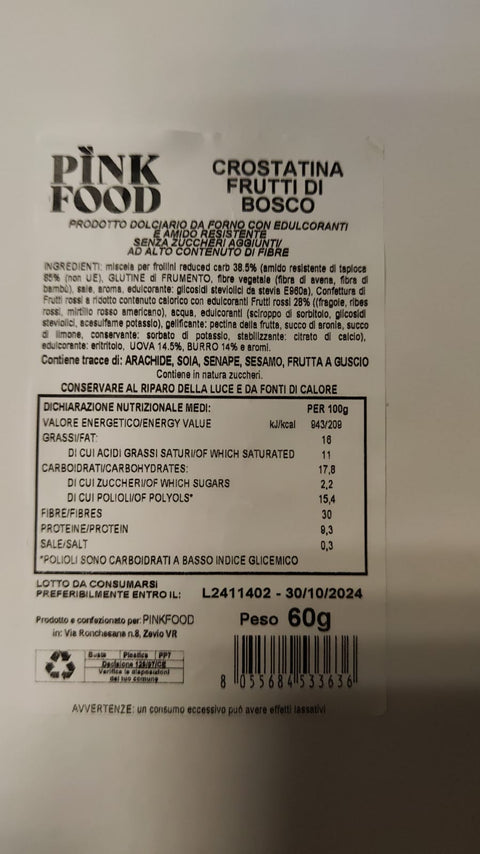 PINK
FOOD
CROSTATINA
FRUTTI DI
BOSCO
PRODOTTO DOLCIARIO DA FORNO CON EDULCORANTI
E AMIDO RESISTENTE
SENZA ZUCCHERI AGGIUNTI/
AD ALTO CONTENUTO DI FIBRE
INGREDIENTI: miscela per frollini reduced carb 38.5% (amido resistente di tapioca
85% (non UE), GLUTINE di FRUMENTO, fibre vegetale (fibra di avena, fibra di
bambù), sale, aroma, edulcorante: glicosidi steviolici da stevia E960a), Confettura di
Frutti rossi a ridotto contenuto calorico con edulcoranti Frutti rossi 28% ((fragole, ribes
rossi, mirtillo rosso americano), acqua, eduloranti (sciroppo di sorbitolo, glicosidi
steviolici, acesulfame potassio), gelificante: pectina della frutta, succo di aronia, succo
di limone, conservante: sorbato di potassio, stabilizzante: citrato di calcio),
edulcorante: eritritolo, UOVA 14.5%, BURRO 14% e aromi.
Contiene tracce di: ARACHIDE, SOIA, SENAPE, SESAMO, FRUTTA A GUSCIO
Contiene in natura zuccheri.
CONSERVARE AL RIPARO DELLA LUCE E DA FONTI DI CALORE
DICHIARAZIONE NUTRIZIONALE MEDI: PER 100g
VALORE ENERGETICO/ENERGY VALUE kJ/kcal 943/209
GRASSI/FAT: 16
DI CUI ACIDI GRASSI SATURI/OF WHICH SATURATED 11
CARBOIDRATI/CARBOHYDRATES: 17,8
DI CUI ZUCCHERI/OF WHICH SUGARS 2,2
DI CUI POLIOLI/OF POLYOLS* 15,4
FIBRE/FIBRES 30
PROTEINE/PROTEIN 9,3
SALE/SALT 0,3
*POLIOLI SONO CARBOIDRATI A BASSO INDICE GLICEMICO
LOTTO DA CONSUMARSI
PREFERIBILMENTE ENTRO IL: L2411402 - 30/10/2024
Prodotto e confezionato per: PINKFOOD
in: Via Ronchesana n.8, Zevio VR
Peso 60g
Busta Plastica PP7
Decisione 129/97/CE
Verifica le disposizioni
del tuo comune
8 055684 533636
AVVERTENZE: un consumo eccessivo può avere effetti lassativi